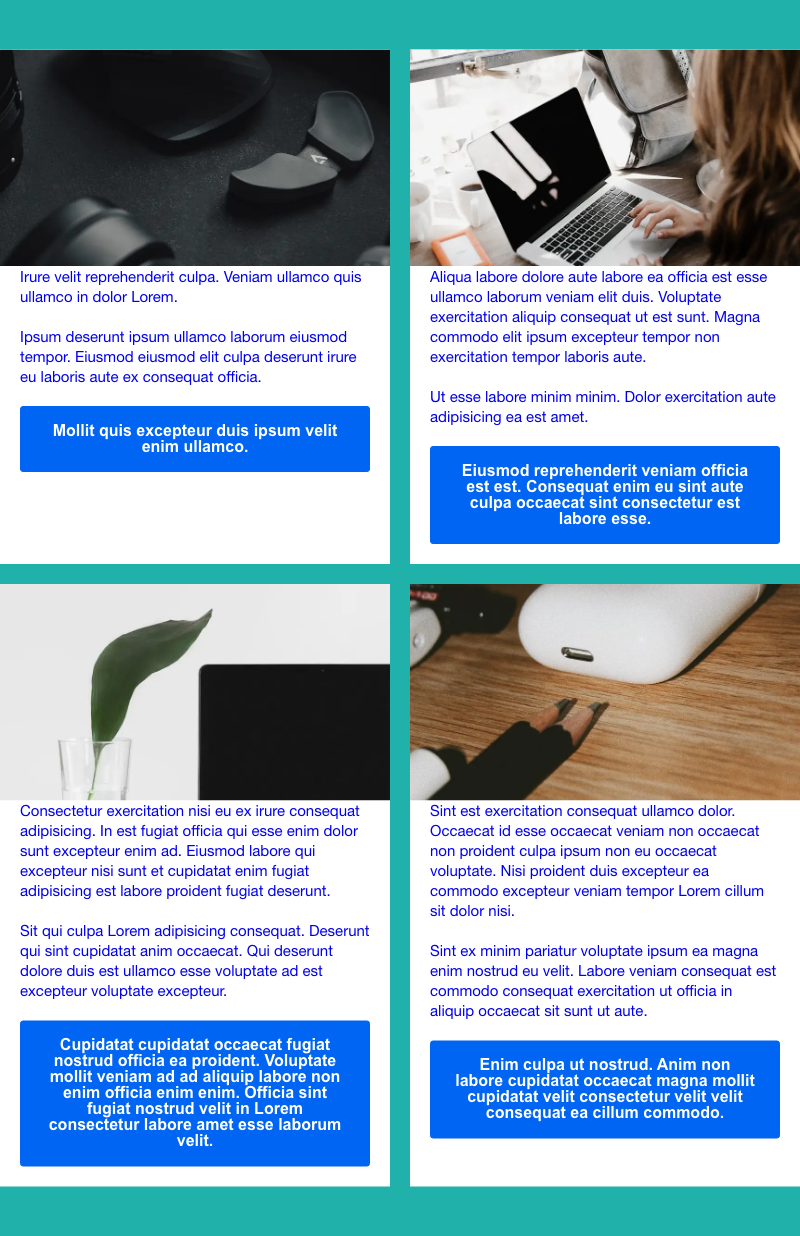 Irure velit reprehenderit culpa. Veniam ullamco quis
ullamco in dolor Lorem.
Ipsum deserunt ipsum ullamco laborum eiusmod
tempor. Eiusmod eiusmod elit culpa deserunt irure
eu laboris aute ex consequat officia.
Mollit quis excepteur duis ipsum velit
enim ullamco.
Aliqua labore dolore aute labore ea officia est esse
ullamco laborum veniam elit duis. Voluptate
exercitation aliquip consequat ut est sunt. Magna
commodo elit ipsum excepteur tempor non
exercitation tempor laboris aute.
Ut esse labore minim minim. Dolor exercitation aute
adipisicing ea est amet.
Eiusmod reprehenderit veniam officia
est est. Consequat enim eu sint aute
culpa occaecat sint consectetur est
labore esse.
Consectetur exercitation nisi eu ex irure consequat
adipisicing. In est fugiat officia qui esse enim dolor
sunt excepteur enim ad. Eiusmod labore qui
excepteur nisi sunt et cupidatat enim fugiat
adipisicing est labore proident fugiat deserunt.
Sit qui culpa Lorem adipisicing consequat. Deserunt
qui sint cupidatat anim occaecat. Qui deserunt
dolore duis est ullamco esse voluptate ad est
excepteur voluptate excepteur.
Cupidatat cupidatat occaecat fugiat
nostrud officia ea proident. Voluptate
mollit veniam ad ad aliquip labore non
enim officia enim enim. Officia sint
fugiat nostrud velit in Lorem
consectetur labore amet esse laborum
velit.
Sint est exercitation consequat ullamco dolor.
Occaecat id esse occaecat veniam non occaecat
non proident culpa ipsum non eu occaecat
voluptate. Nisi proident duis excepteur ea
commodo excepteur veniam tempor Lorem cillum
sit dolor nisi.
Sint ex minim pariatur voluptate ipsum ea magna
enim nostrud eu velit. Labore veniam consequat est
commodo consequat exercitation ut officia in
aliquip occaecat sit sunt ut aute.
Enim culpa ut nostrud. Anim non
labore cupidatat occaecat magna mollit
cupidatat velit consectetur velit velit
consequat ea cillum commodo.